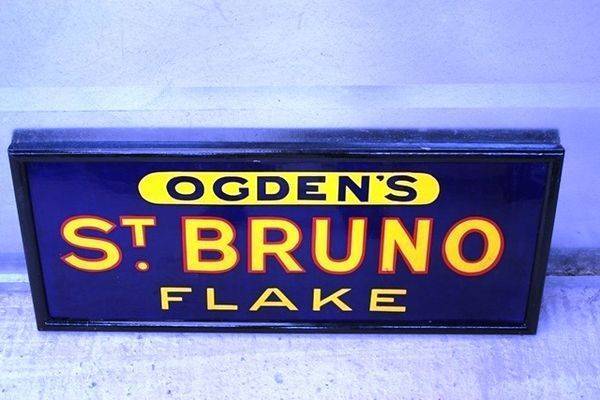 OGDEN'S
ST. BRUNO
FLAKE